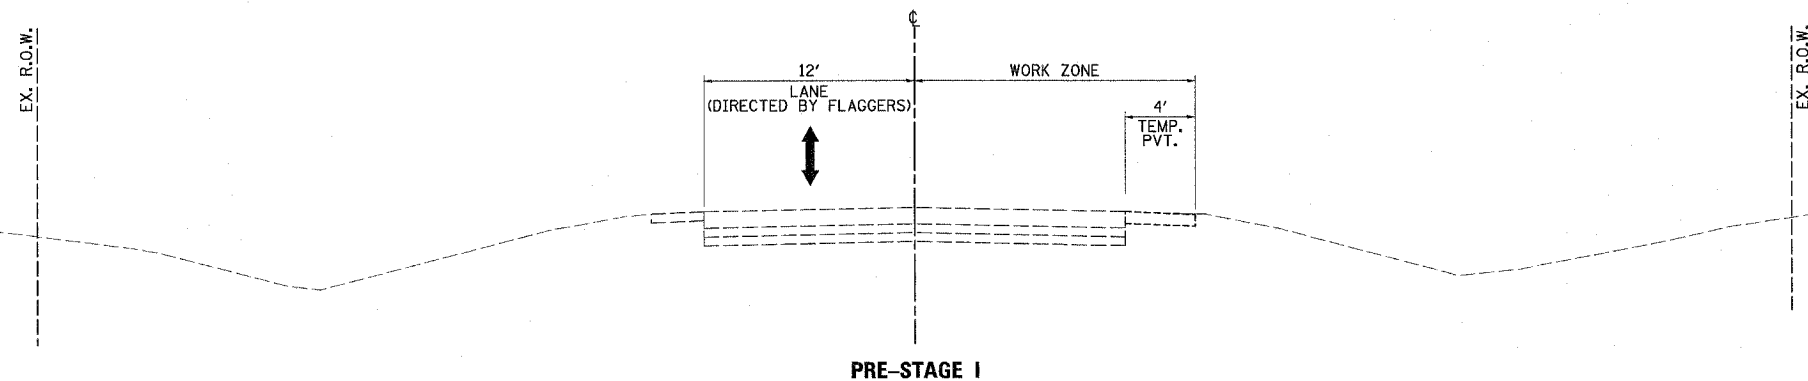 ℄
EX. R.O.W.
12'
LANE
(DIRECTED BY FLAGGERS)
WORK ZONE
4'
TEMP.
PVT.
EX. R.O.W.
PRE-STAGE I